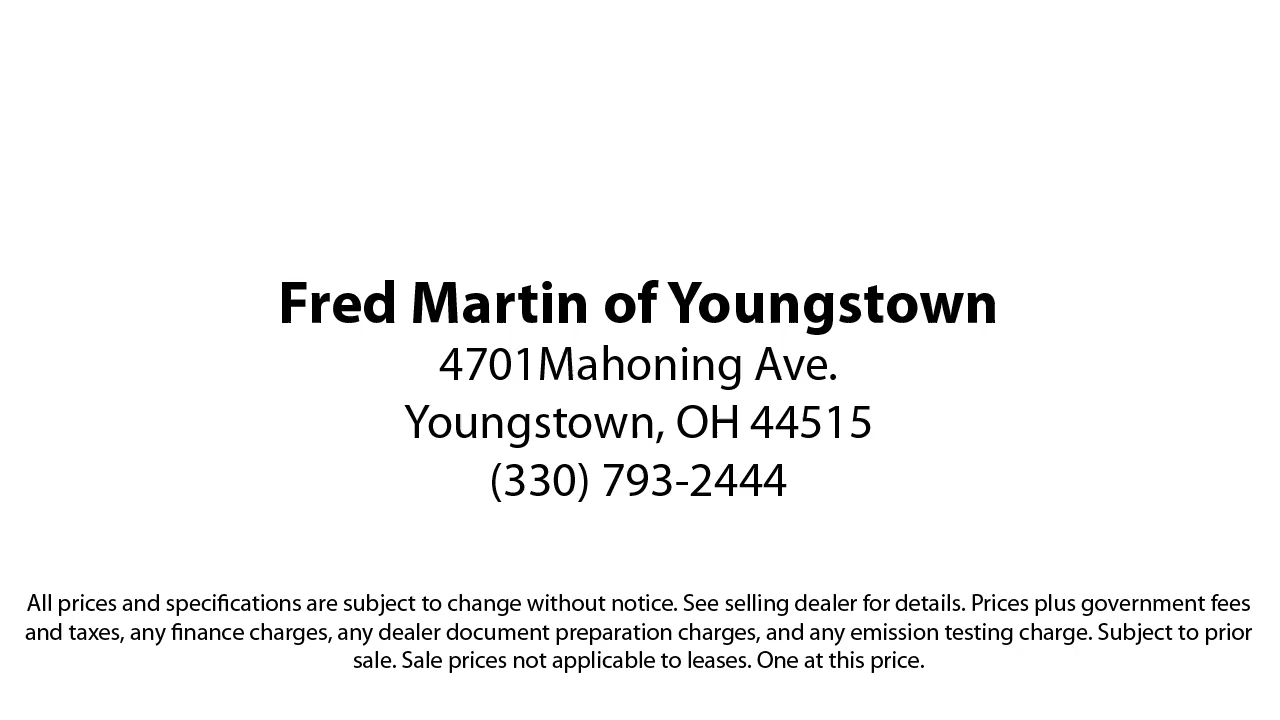 Fred Martin of Youngstown
4701Mahoning Ave.
Youngstown, OH 44515
(330) 793-2444
All prices and specifications are subject to change without notice. See selling dealer for details. Prices plus government fees
and taxes, any finance charges, any dealer document preparation charges, and any emission testing charge. Subject to prior
sale. Sale prices not applicable to leases. One at this price.